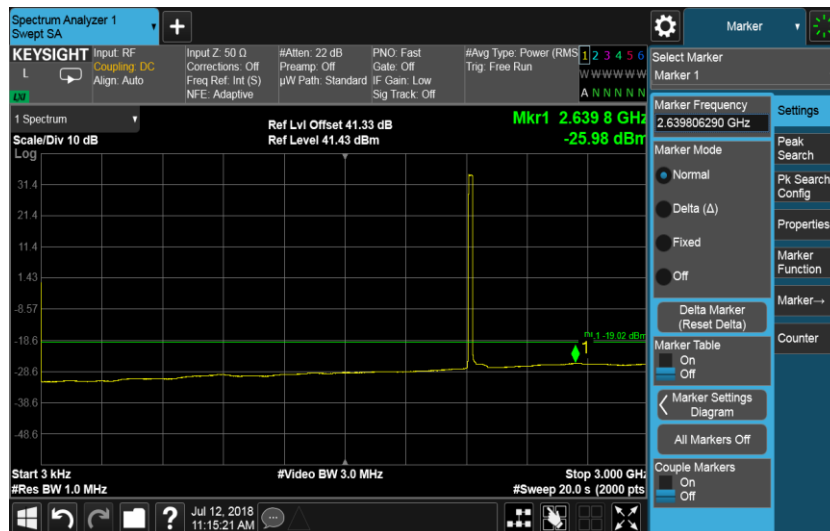 Spectrum Analyzer 1
Swept SA
+
Marker
KEYSIGHT
L
LXI
Input: RF
Coupling: DC
Align: Auto
Input Z: 50 Ω
Corrections: Off
Freq Ref: Int (S)
NFE: Adaptive
#Atten: 22 dB
Preamp: Off
µW Path: Standard
PNO: Fast
Gate: Off
IF Gain: Low
Sig Track: Off
#Avg Type: Power (RMS
Trig: Free Run
1 2 3 4 5 6
W W W W W W
A N N N N N
Select Marker
Marker 1
1 Spectrum
Scale/Div 10 dB
Log
Ref Lvl Offset 41.33 dB
Ref Level 41.43 dBm
Mkr1 2.639 8 GHz
-25.98 dBm
31.4
21.4
11.4
1.43
-8.57
-18.6
-28.6
-38.6
-48.6
DL1 -19.02 dBm
1
Start 3 kHz
#Res BW 1.0 MHz
#Video BW 3.0 MHz
Stop 3.000 GHz
#Sweep 20.0 s (2000 pts
Marker Frequency
2.639806290 GHz
Marker Mode
Normal
Delta (Δ)
Fixed
Off
Delta Marker
(Reset Delta)
Marker Table
On
Off
Marker Settings
Diagram
All Markers Off
Couple Markers
On
Off
Settings
Peak
Search
Pk Search
Config
Properties
Marker
Function
Marker→
Counter
?
Jul 12, 2018
11:15:21 AM